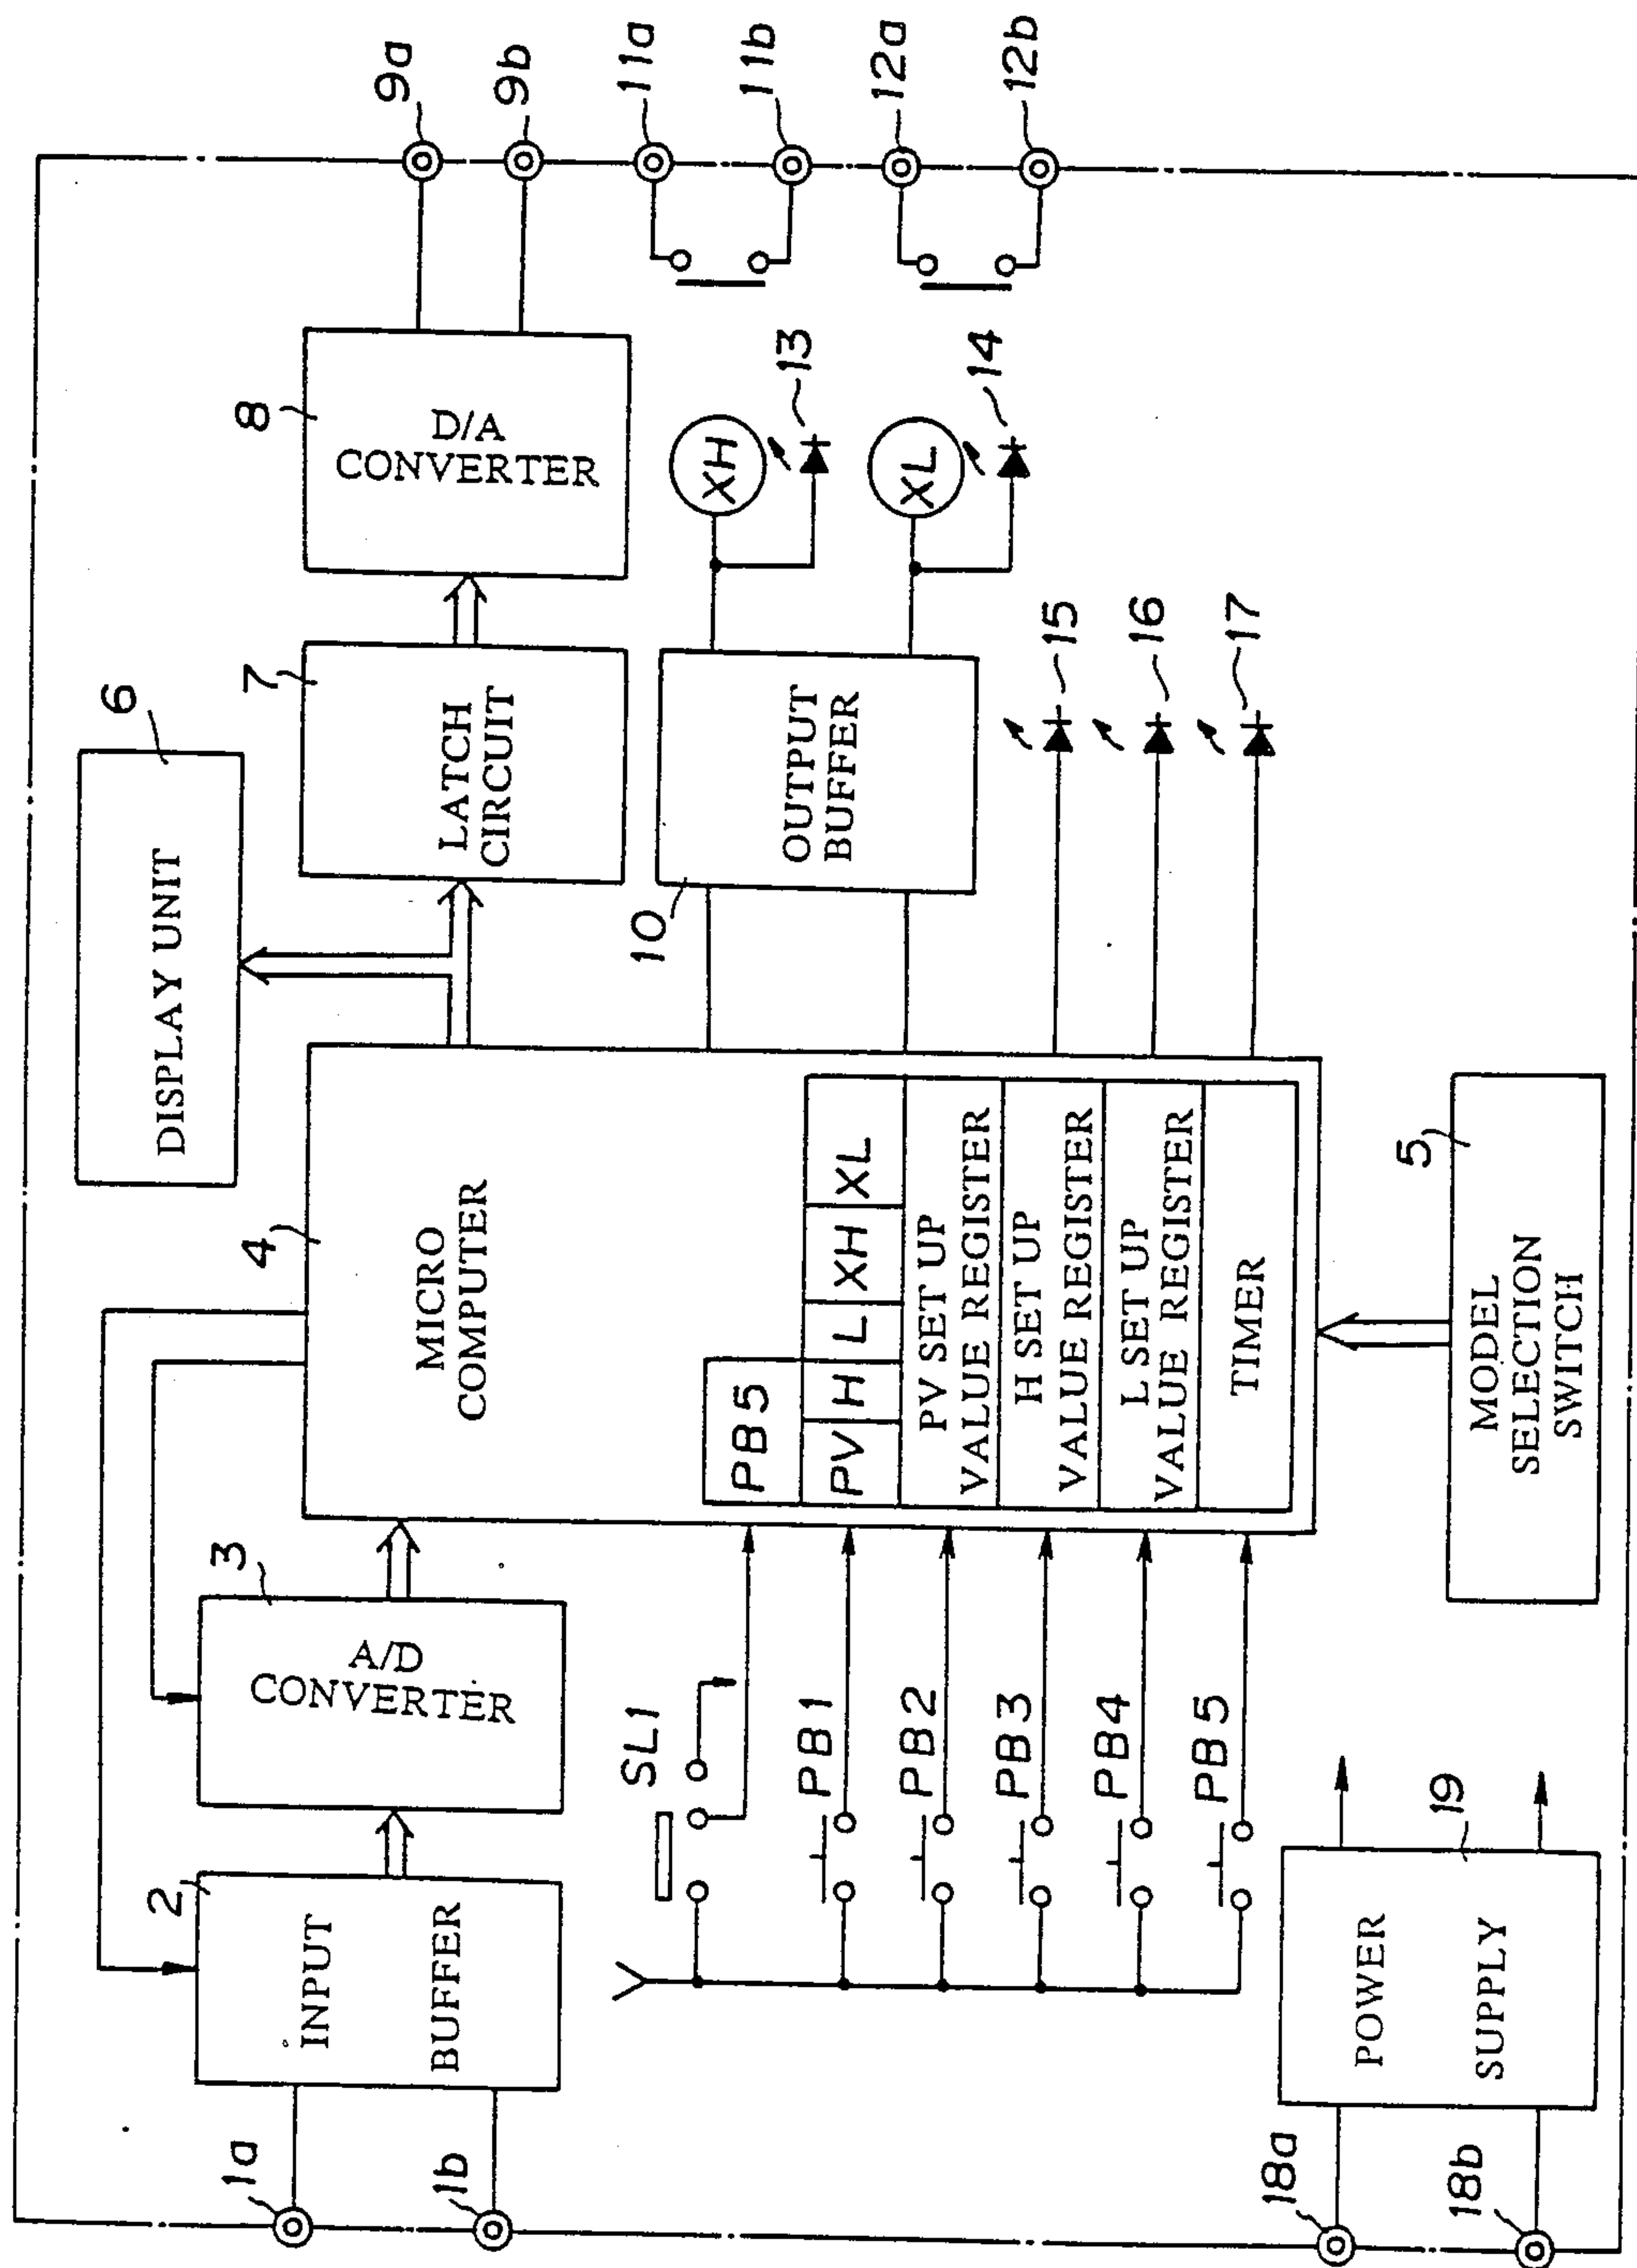 DISPLAY UNIT
6
4
MICRO
COMPUTER
3
A/D
CONVERTER
2
INPUT
BUFFER
1a
1b
7
LATCH
CIRCUIT
8
D/A
CONVERTER
9a
9b
11a
11b
12a
12b
10
OUTPUT
BUFFER
XH
13
XL
14
15
16
17
PB5
PV
H
L
XH
XL
PV SET UP
VALUE REGISTER
H SET UP
VALUE REGISTER
L SET UP
VALUE REGISTER
TIMER
SL1
PB1
PB2
PB3
PB4
PB5
5
MODEL
SELECTION
SWITCH
18a
18b
19
POWER
SUPPLY